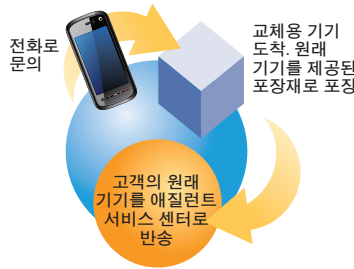 전화로
문의
교체용 기기
도착. 원래
기기를 제공된
포장재로 포장
고객의 원래
기기를 애질런트
서비스 센터로
반송